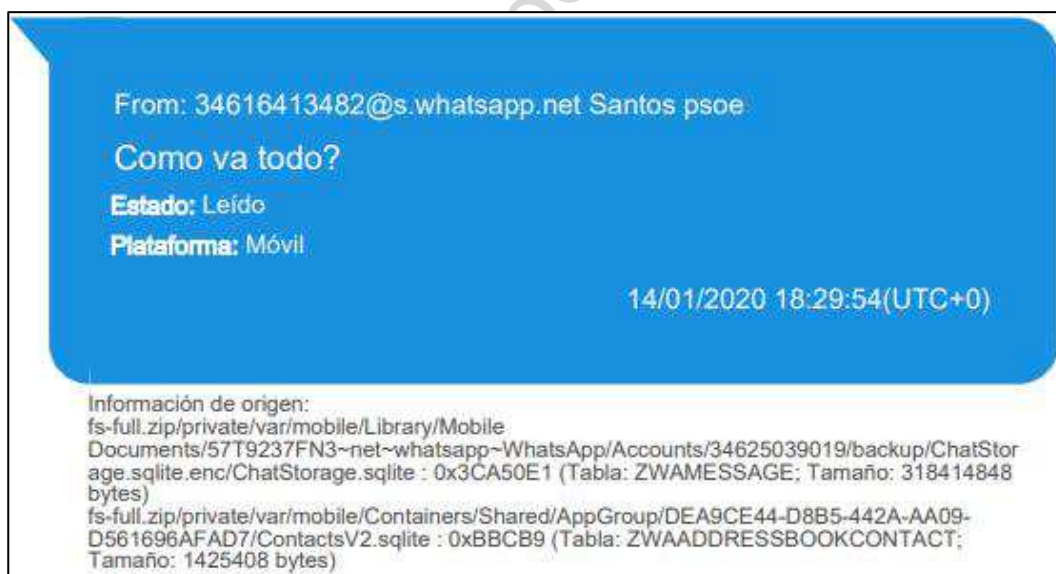 From: 34616413482@s.whatsapp.net Santos psoe
Como va todo?
Estado: Leído
Plataforma: Móvil
14/01/2020 18:29:54(UTC+0)
Información de origen:
fs-full.zip/private/var/mobile/Library/Mobile
Documents/57T9237FN3~net~whatsapp~WhatsApp/Accounts/34625039019/backup/ChatStor
age.sqlite.enc/ChatStorage.sqlite : 0x3CA50E1 (Tabla: ZWAMESSAGE; Tamaño: 318414848
bytes)
fs-full.zip/private/var/mobile/Containers/Shared/AppGroup/DEA9CE44-D8B5-442A-AA09-
D561696AFAD7/ContactsV2.sqlite : 0xBBCB9 (Tabla: ZWAADDRESSBOOKCONTACT;
Tamaño: 1425408 bytes)